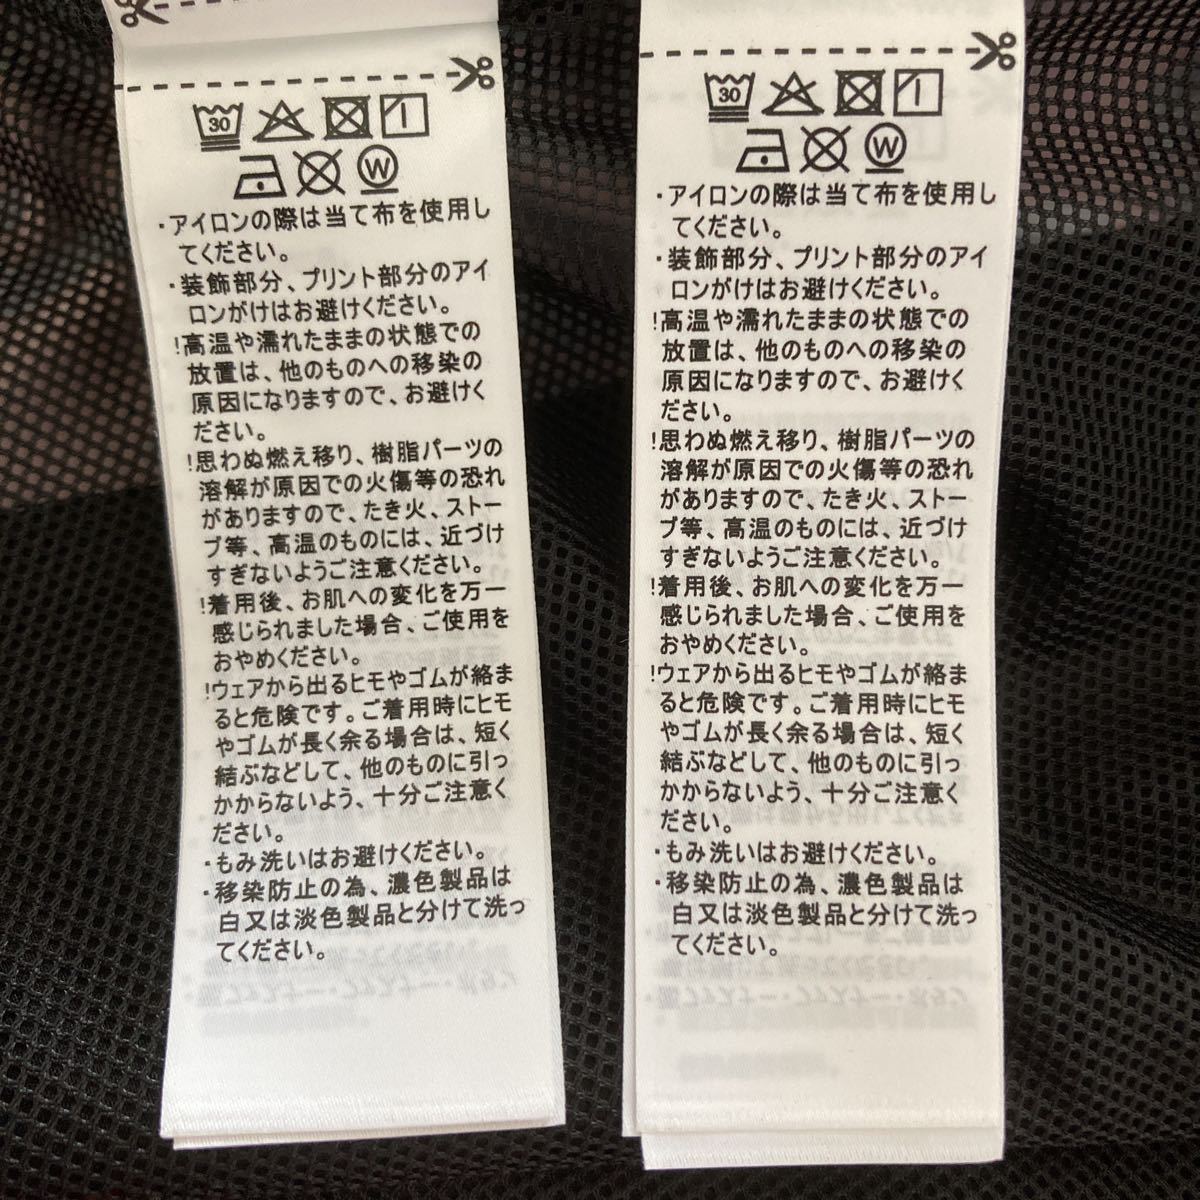 30
・アイロンの際は当て布を使用し
てください。
・装飾部分、プリント部分のアイ
ロンがけはお避けください。
!高温や濡れたままの状態での
放置は、他のものへの移染の
原因になりますので、お避けく
ださい。
!思わぬ燃え移り、樹脂パーツの
溶解が原因での火傷等の恐れ
がありますので、たき火、ストー
ブ等、高温のものには、近づけ
すぎないようご注意ください。
!着用後、お肌への変化を万一
感じられました場合、ご使用を
おやめください。
!ウェアから出るヒモやゴムが絡ま
ると危険です。ご着用時にヒモ
やゴムが長く余る場合は、短く
結ぶなどして、他のものに引っ
かからないよう、十分ご注意く
ださい。
・もみ洗いはお避けください。
・移染防止の為、濃色製品は
白又は淡色製品と分けて洗っ
てください。
W
30
・アイロンの際は当て布を使用し
てください。
・装飾部分、プリント部分のアイ
ロンがけはお避けください。
!高温や濡れたままの状態での
放置は、他のものへの移染の
原因になりますので、お避けく
ださい。
!思わぬ燃え移り、樹脂パーツの
溶解が原因での火傷等の恐れ
がありますので、たき火、ストー
ブ等、高温のものには、近づけ
すぎないようご注意ください。
!着用後、お肌への変化を万一
感じられました場合、ご使用を
おやめください。
!ウェアから出るヒモやゴムが絡ま
ると危険です。ご着用時にヒモ
やゴムが長く余る場合は、短く
結ぶなどして、他のものに引っ
かからないよう、十分ご注意く
ださい。
・もみ洗いはお避けください。
・移染防止の為、濃色製品は
白又は淡色製品と分けて洗っ
てください。
W